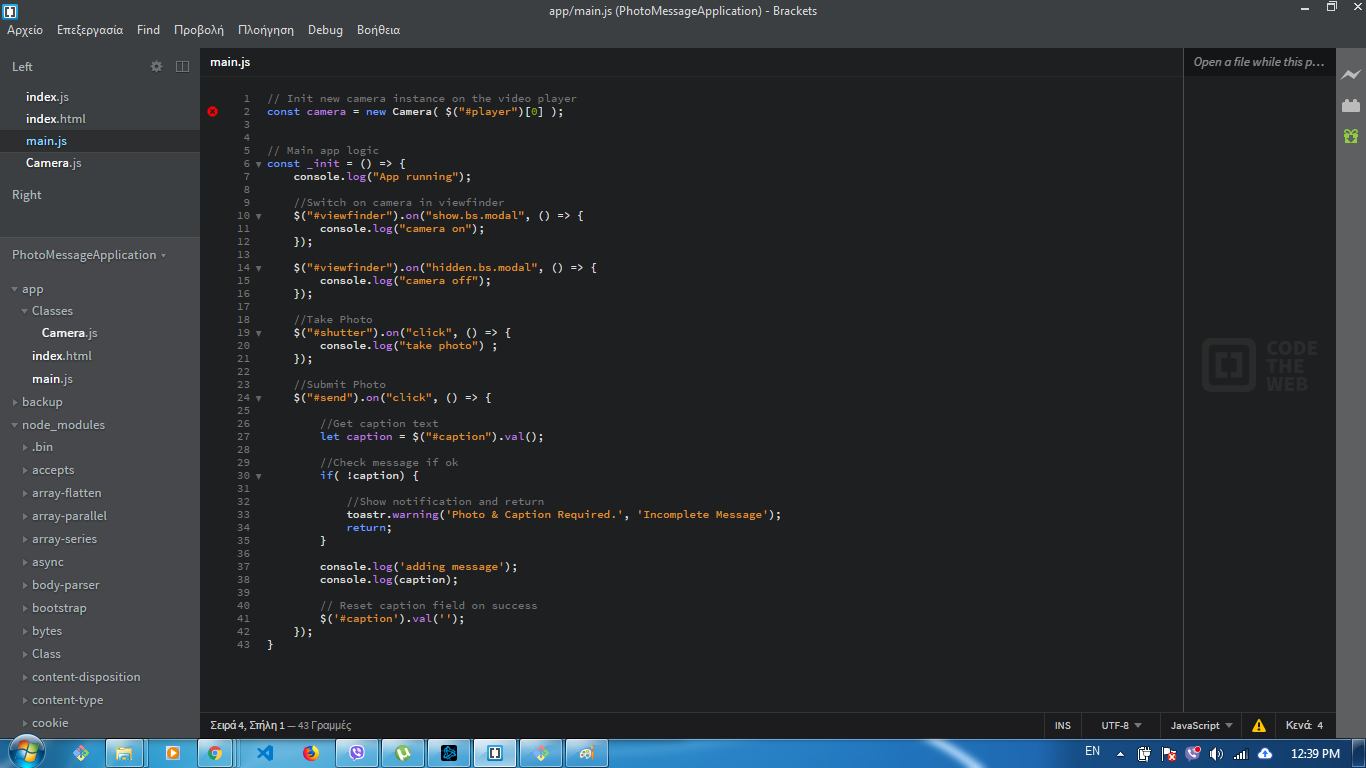 app/main.js (PhotoMessageApplication) - Brackets
Αρχείο Επεξεργασία Find Προβολή Πλοήγηση Debug Βοήθεια
Left
index.js
index.html
main.js
Camera.js
Right
PhotoMessageApplication
app
Classes
Camera.js
index.html
main.js
backup
node_modules
.bin
accepts
array-flatten
array-parallel
array-series
async
body-parser
bootstrap
bytes
Class
content-disposition
content-type
cookie
main.js
1 // Init new camera instance on the video player
2 const camera = new Camera( $("#player")[0] );
3
4
5 // Main app logic
6 const _init = () => {
7 console.log("App running");
8
9 //Switch on camera in viewfinder
10 $("#viewfinder").on("show.bs.modal", () => {
11 console.log("camera on");
12 });
13
14 $("#viewfinder").on("hidden.bs.modal", () => {
15 console.log("camera off");
16 });
17
18 //Take Photo
19 $("#shutter").on("click", () => {
20 console.log("take photo") ;
21 });
22
23 //Submit Photo
24 $("#send").on("click", () => {
25
26 //Get caption text
27 let caption = $("#caption").val();
28
29 //Check message if ok
30 if( !caption) {
31
32 //Show notification and return
33 toastr.warning('Photo & Caption Required.', 'Incomplete Message');
34 return;
35 }
36
37 console.log('adding message');
38 console.log(caption);
39
40 // Reset caption field on success
41 $('#caption').val('');
42 });
43 }
Open a file while this p...
CODE
THE
WEB
Σειρά 4, Στήλη 1 — 43 Γραμμές
INS UTF-8 JavaScript Κενά: 4
EN 12:39 PM